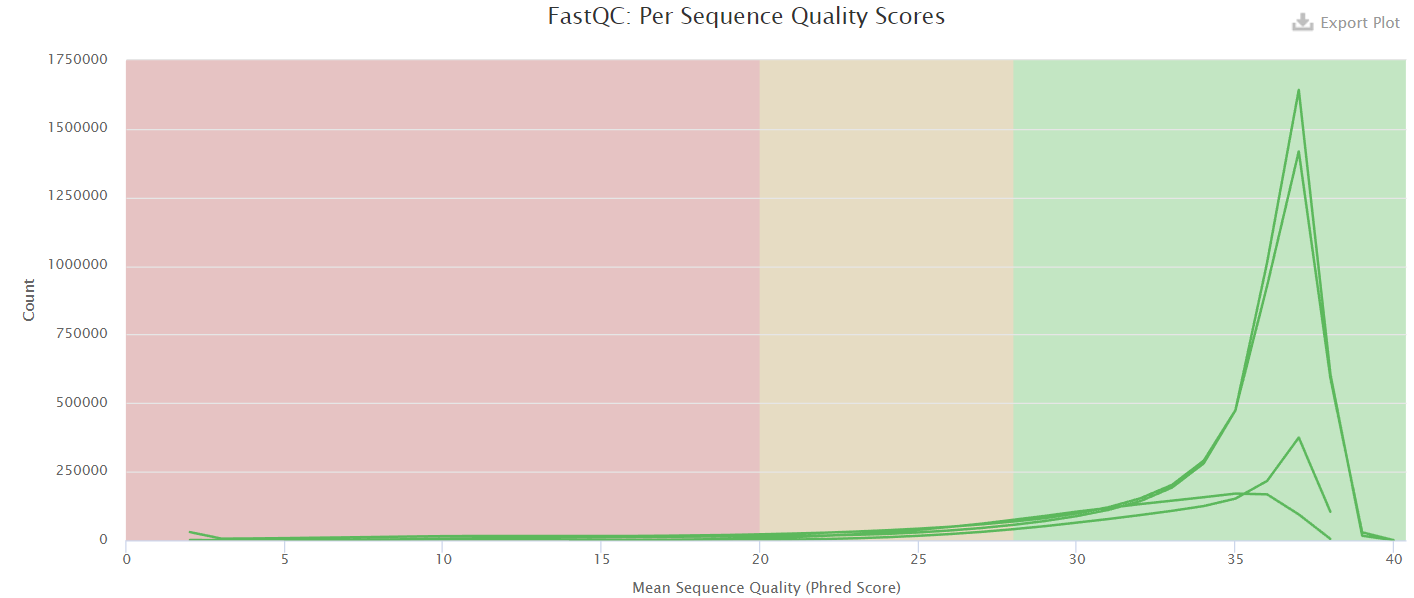 FastQC: Per Sequence Quality Scores
Export Plot
1750000
1500000
1250000
1000000
750000
500000
250000
0
Count
0 5 10 15 20 25 30 35 40
Mean Sequence Quality (Phred Score)